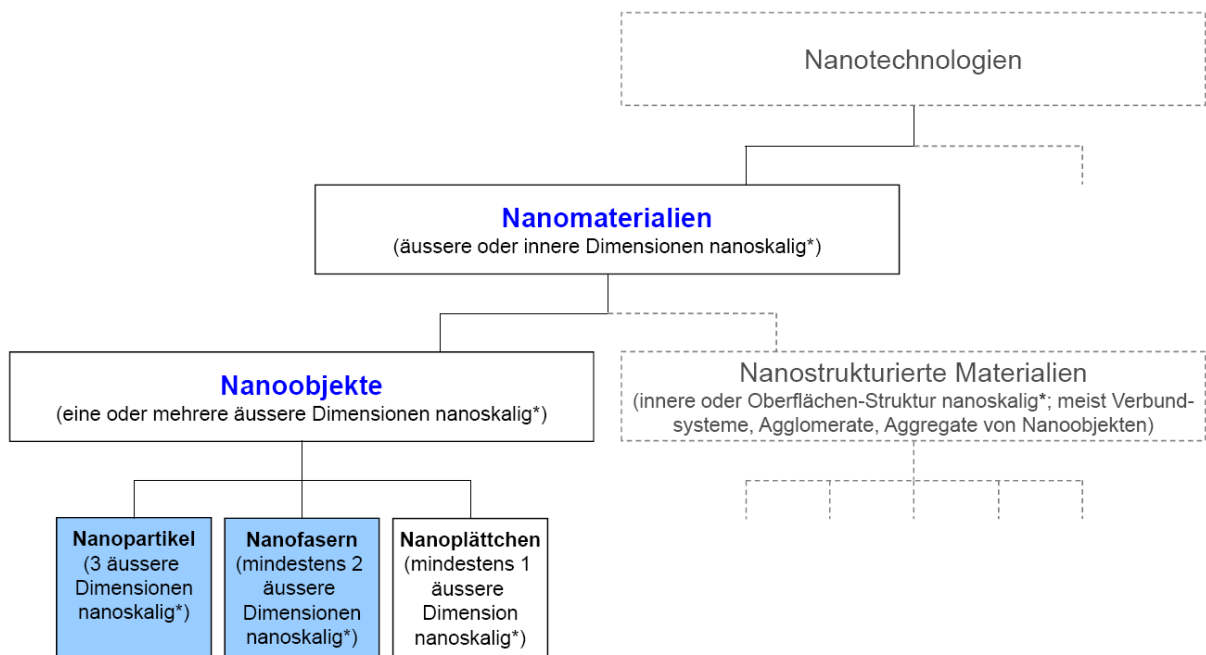 Nanotechnologien
Nanomaterialien
(äussere oder innere Dimensionen nanoskalig*)
Nanoobjekte
(eine oder mehrere äussere Dimensionen nanoskalig*)
Nanostrukturierte Materialien
(innere oder Oberflächen-Struktur nanoskalig*; meist Verbund-
systeme, Agglomerate, Aggregate von Nanoobjekten)
Nanopartikel
(3 äussere
Dimensionen
nanoskalig*)
Nanofasern
(mindestens 2
äussere
Dimensionen
nanoskalig*)
Nanoplättchen
(mindestens 1
äussere
Dimension
nanoskalig*)